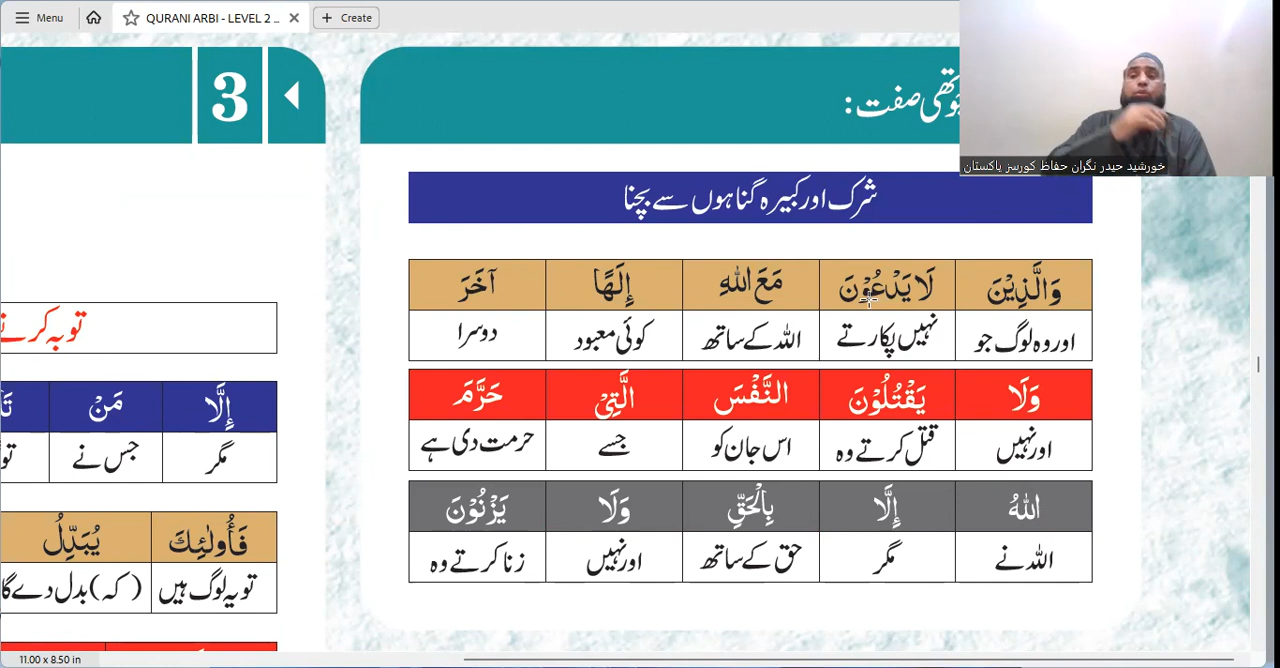 Menu
QURANI ARBI - LEVEL 2 ...
Create
صفت:
3
شرک اور کبیرہ گناہوں سے بچنا
وَالَّذِيْنَ لَا يَدْعُوْنَ مَعَ اللّٰهِ إِلَهًا آخَرَ
اور وہ لوگ جو نہیں پکارتے اللہ کے ساتھ کوئی معبود دوسرا
وَلَا يَقْتُلُوْنَ النَّفْسَ الَّتِيْ حَرَّمَ
اور نہیں قتل کرتے وہ اس جان کو جسے حرمت دی ہے
اللّٰهُ إِلَّا بِالْحَقِّ وَلَا يَزْنُوْنَ
اللہ نے مگر حق کے ساتھ اور نہیں زنا کرتے وہ
توبہ کرنے
إِلَّا مَنْ
مگر جس نے
فَأُولٰئِكَ يُبَدِّلُ
تو یہ لوگ ہیں (کہ) بدل دے گا
خورشید حیدر نگران حفاظ کورسز پاکستان
11.00 x 8.50 in